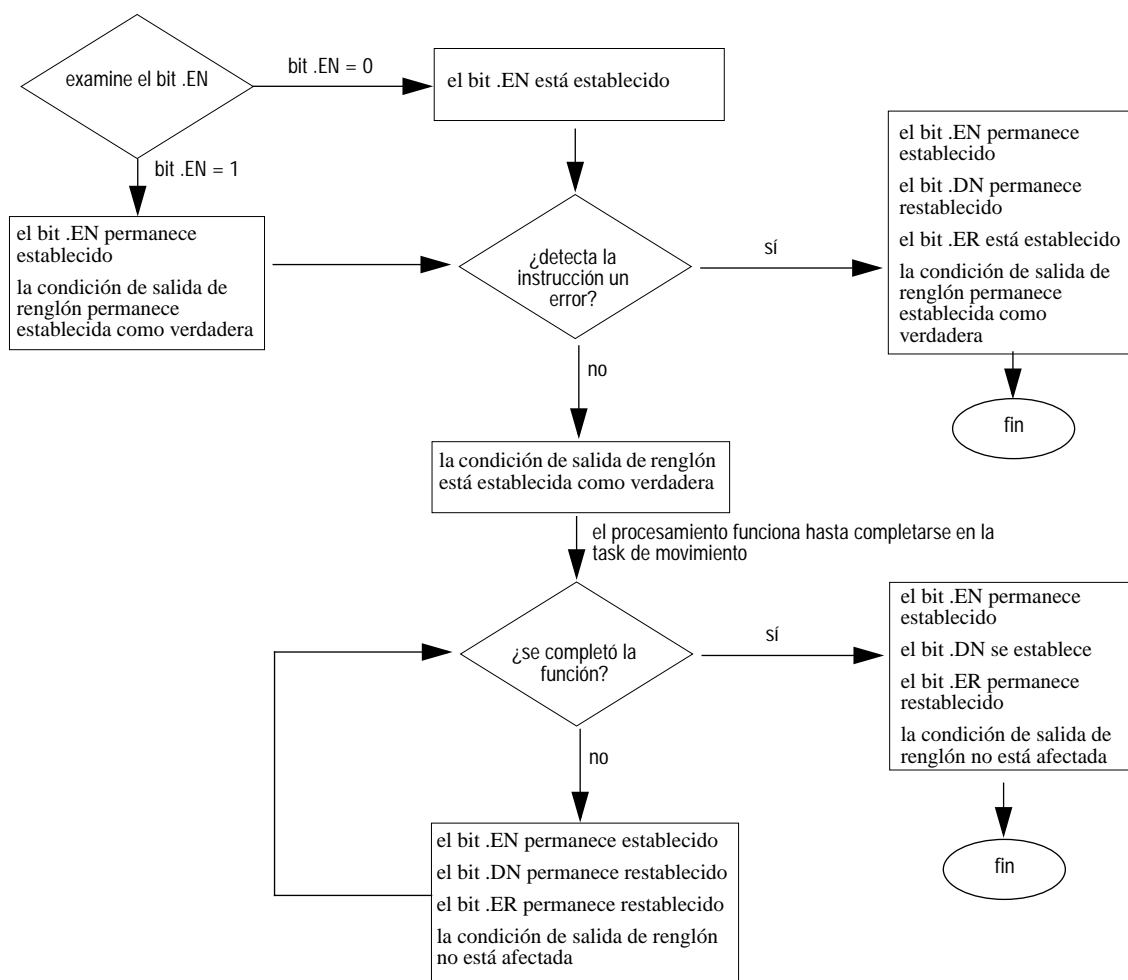 examine el bit .EN
bit .EN = 0
el bit .EN está establecido
bit .EN = 1
el bit .EN permanece
establecido
la condición de salida de
renglón permanece
establecida como verdadera
¿detecta la
instrucción un
error?
sí
el bit .EN permanece
establecido
el bit .DN permanece
restablecido
el bit .ER está establecido
la condición de salida de
renglón permanece
establecida como
verdadera
fin
no
la condición de salida de renglón
está establecida como verdadera
el procesamiento funciona hasta completarse en la
task de movimiento
¿se completó la
función?
sí
el bit .EN permanece
establecido
el bit .DN se establece
el bit .ER permanece
restablecido
la condición de salida de
renglón no está afectada
fin
no
el bit .EN permanece establecido
el bit .DN permanece restablecido
el bit .ER permanece restablecido
la condición de salida de renglón
no está afectada